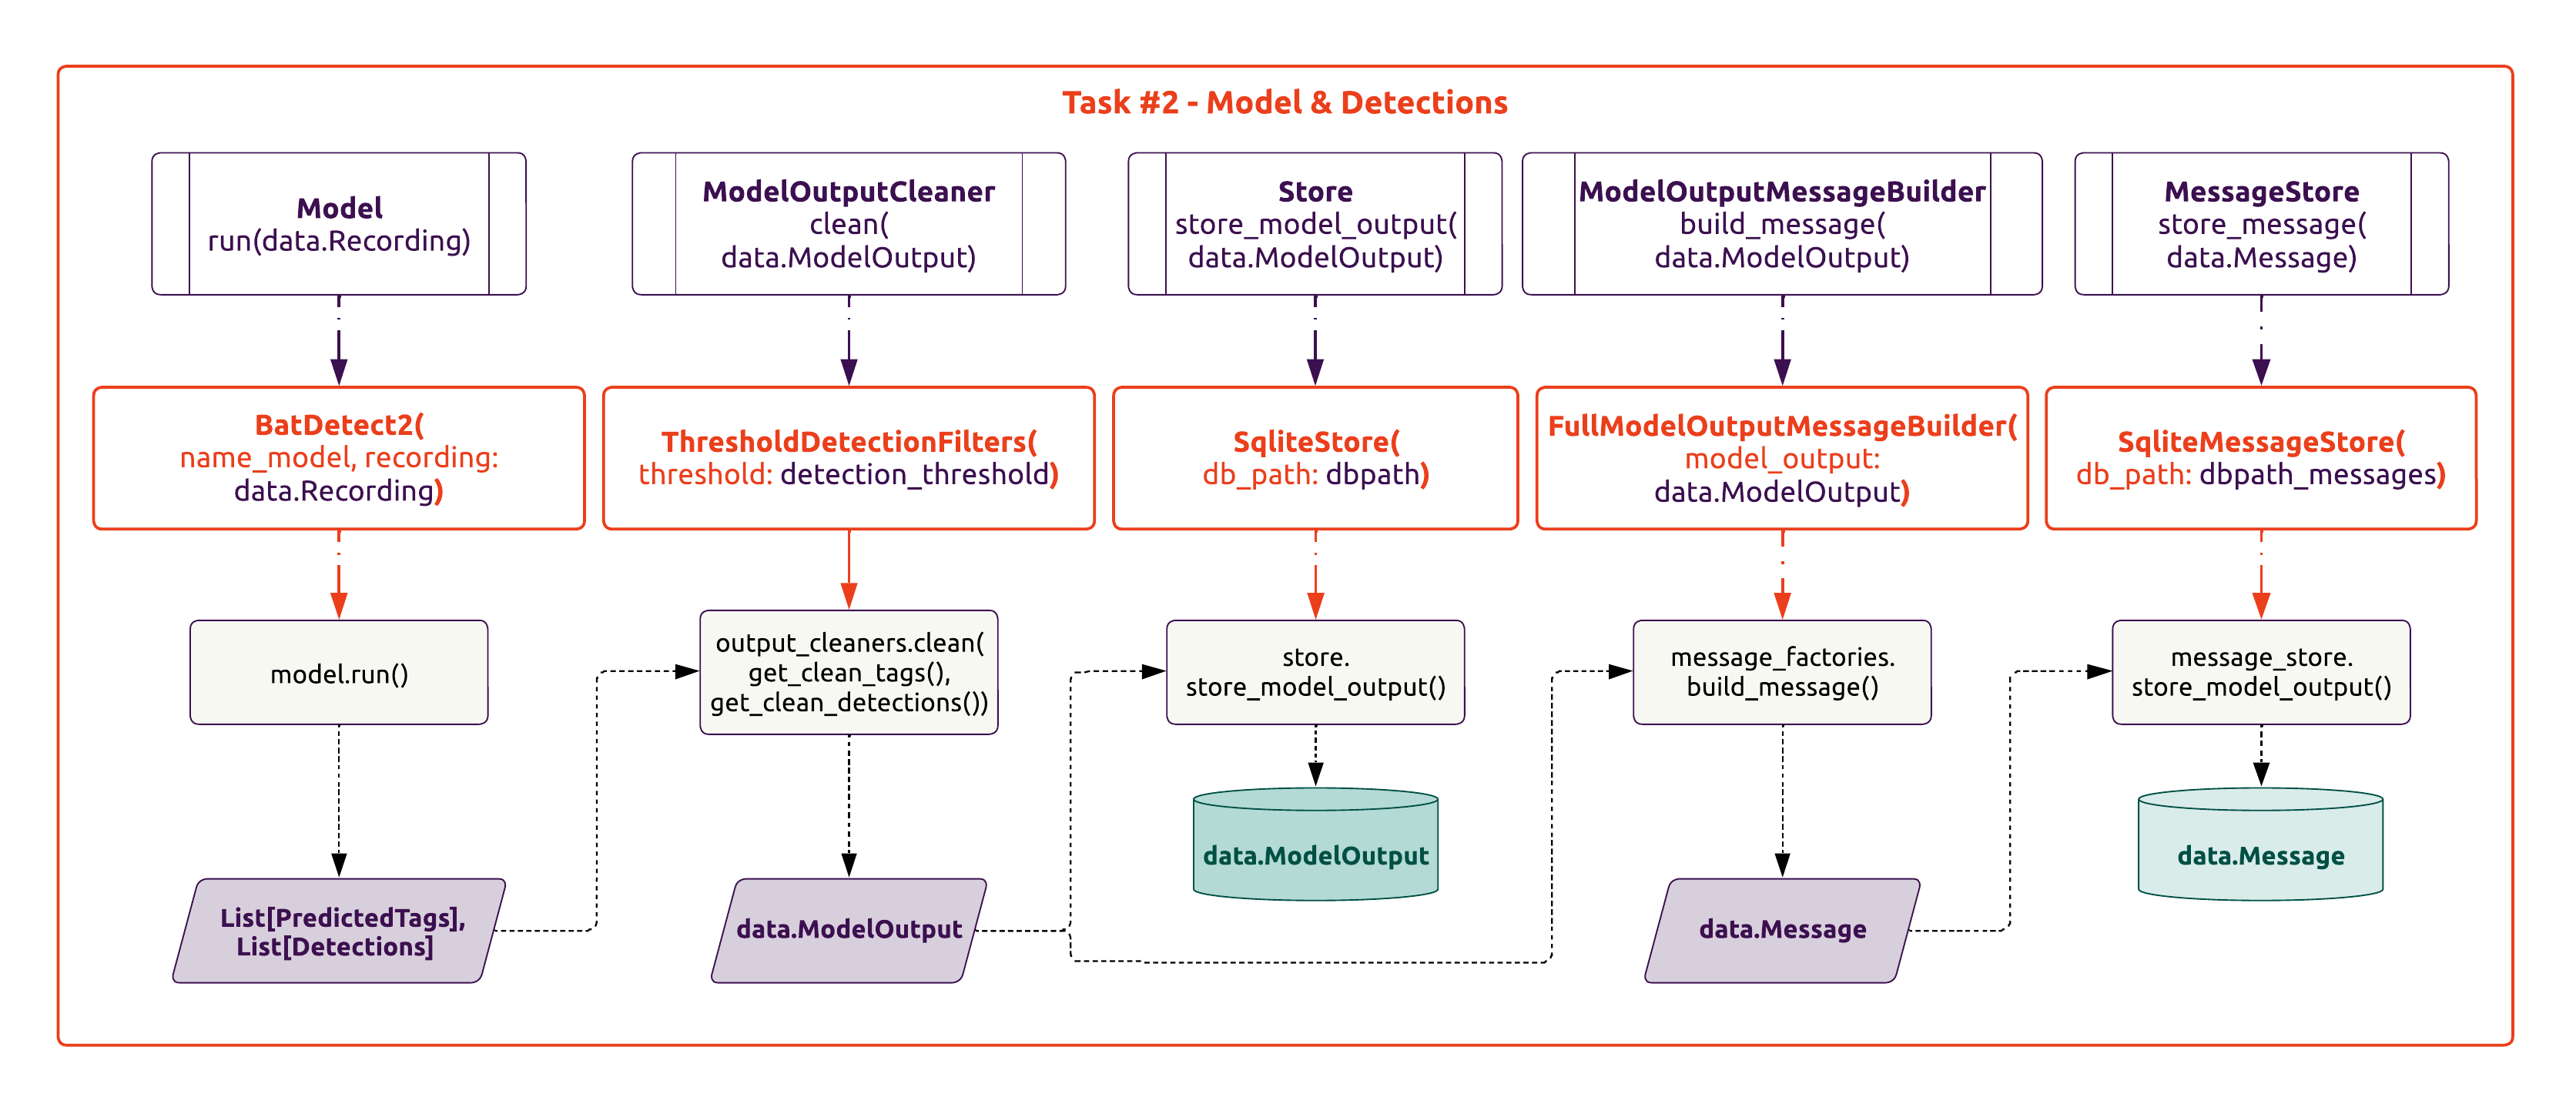 Task #2 - Model & Detections
Model
run(data.Recording)
ModelOutputCleaner
clean(
data.ModelOutput)
Store
store_model_output(
data.ModelOutput)
ModelOutputMessageBuilder
build_message(
data.ModelOutput)
MessageStore
store_message(
data.Message)
BatDetect2(
name_model, recording:
data.Recording)
ThresholdDetectionFilters(
threshold: detection_threshold)
SqliteStore(
db_path: dbpath)
FullModelOutputMessageBuilder(
model_output:
data.ModelOutput)
SqliteMessageStore(
db_path: dbpath_messages)
model.run()
output_cleaners.clean(
get_clean_tags(),
get_clean_detections())
store.
store_model_output()
message_factories.
build_message()
message_store.
store_model_output()
List[PredictedTags],
List[Detections]
data.ModelOutput
data.ModelOutput
data.Message
data.Message